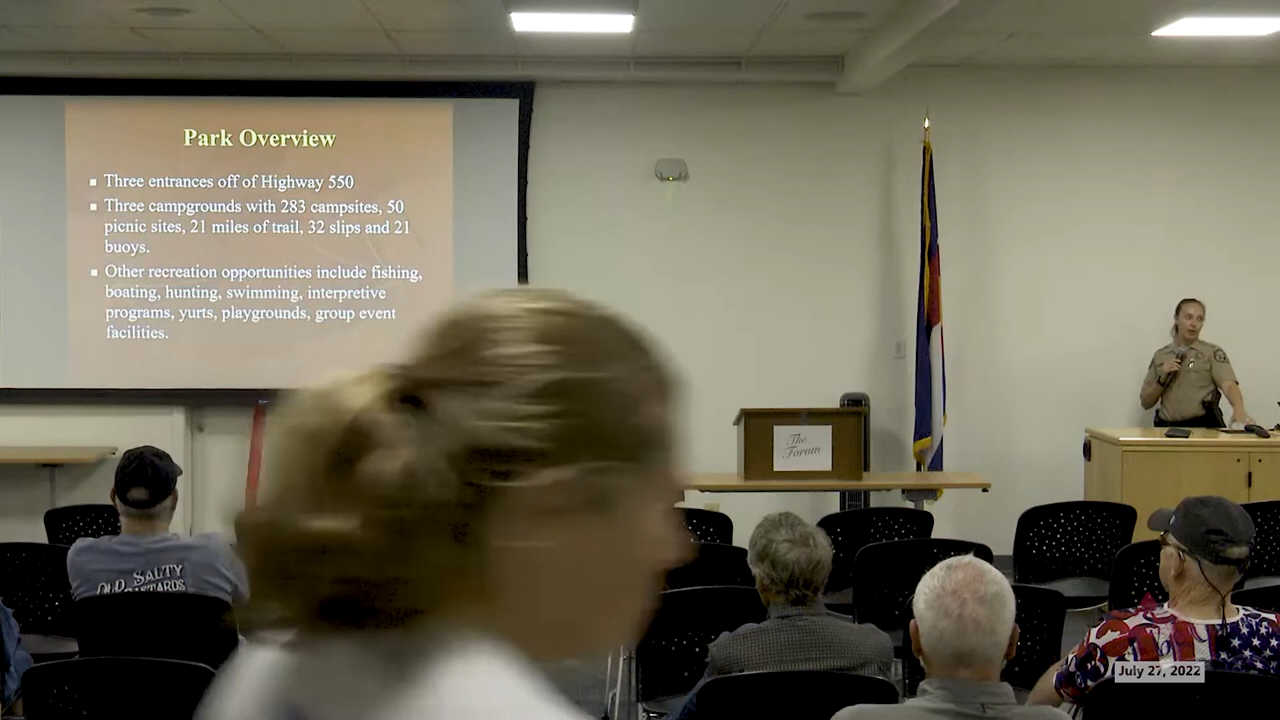 Park Overview
Three entrances off of Highway 550
Three campgrounds with 283 campsites, 50
picnic sites, 21 miles of trail, 32 slips and 21
buoys.
Other recreation opportunities include fishing,
boating, hunting, swimming, interpretive
programs, yurts, playgrounds, group event
facilities.
The
Forum
OLD SALTY
July 27, 2022